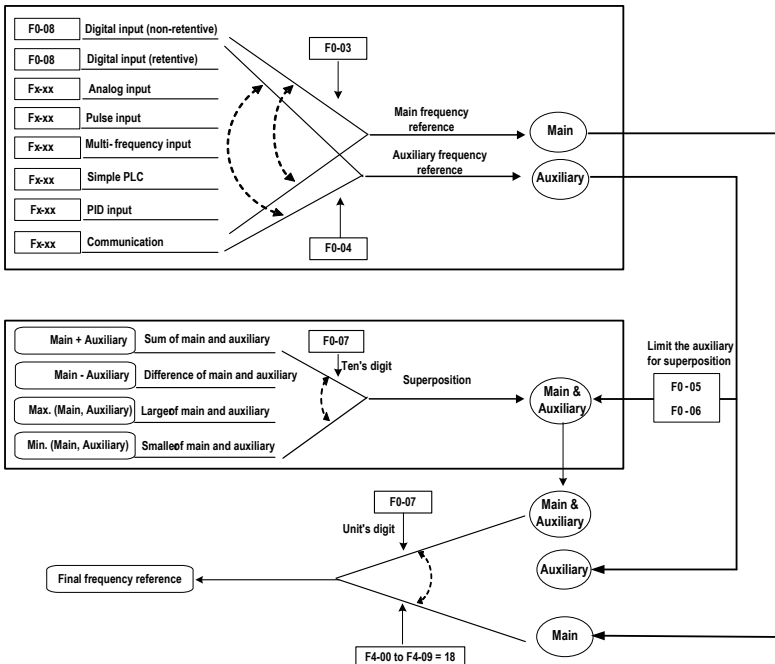 F0-08 Digital input (non-retentive)
F0-08 Digital input (retentive)
Fx-xx Analog input
Fx-xx Pulse input
Fx-xx Multi- frequency input
Fx-xx Simple PLC
Fx-xx PID input
Fx-xx Communication
F0-03
F0-04
Main frequency
reference
Auxiliary frequency
reference
Main
Auxiliary
Main + Auxiliary Sum of main and auxiliary
Main - Auxiliary Difference of main and auxiliary
Max. (Main, Auxiliary) Largeof main and auxiliary
Min. (Main, Auxiliary) Smalleof main and auxiliary
F0-07
Ten's digit
Superposition
Main &
Auxiliary
Limit the auxiliary
for superposition
F0-05
F0-06
F0-07
Unit's digit
Main &
Auxiliary
Auxiliary
Main
Final frequency reference
F4-00 to F4-09 = 18